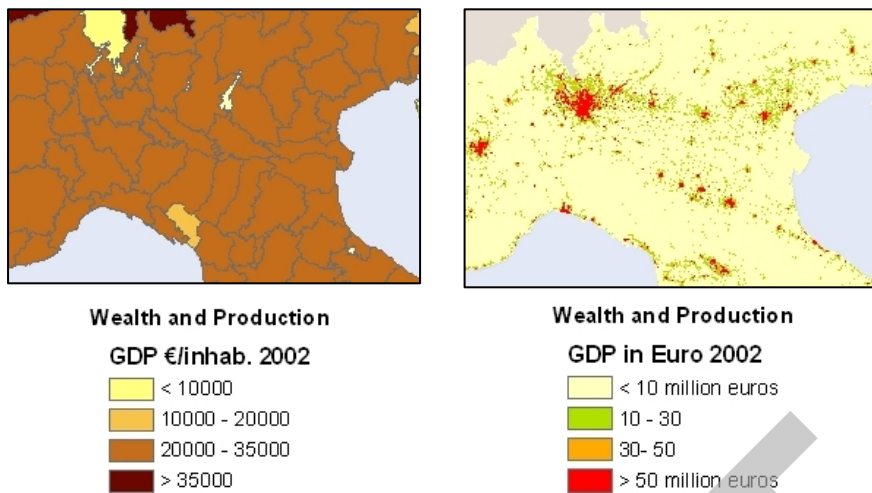 Wealth and Production
GDP €/inhab. 2002
< 10000
10000 - 20000
20000 - 35000
> 35000
Wealth and Production
GDP in Euro 2002
< 10 million euros
10 - 30
30- 50
> 50 million euros